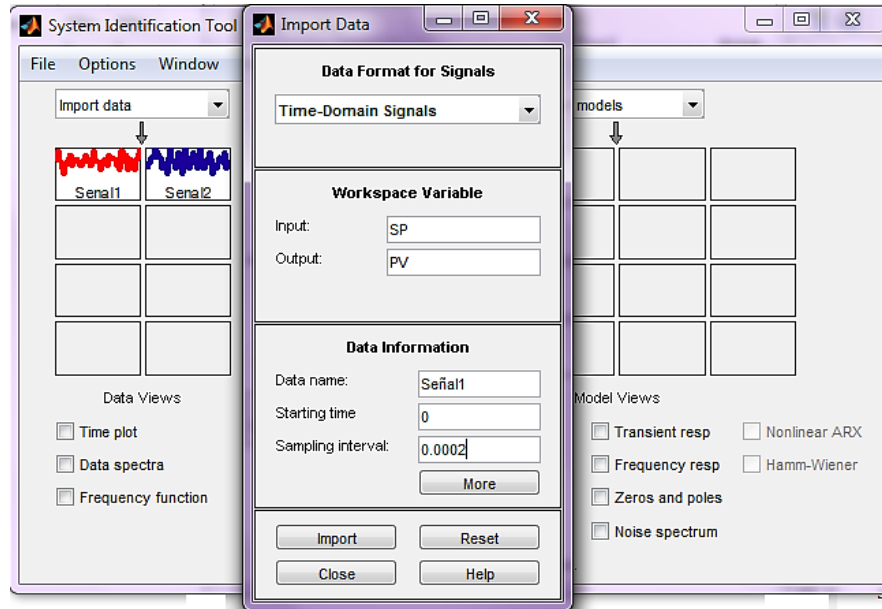 System Identification Tool
File Options Window
Import data
Senal1 Senal2
Data Views
Time plot
Data spectra
Frequency function
Import Data
Data Format for Signals
Time-Domain Signals
Workspace Variable
Input: SP
Output: PV
Data Information
Data name: Señal1
Starting time 0
Sampling interval: 0.0002
More
Import Reset
Close Help
models
Model Views
Transient resp Nonlinear ARX
Frequency resp Hamm-Wiener
Zeros and poles
Noise spectrum